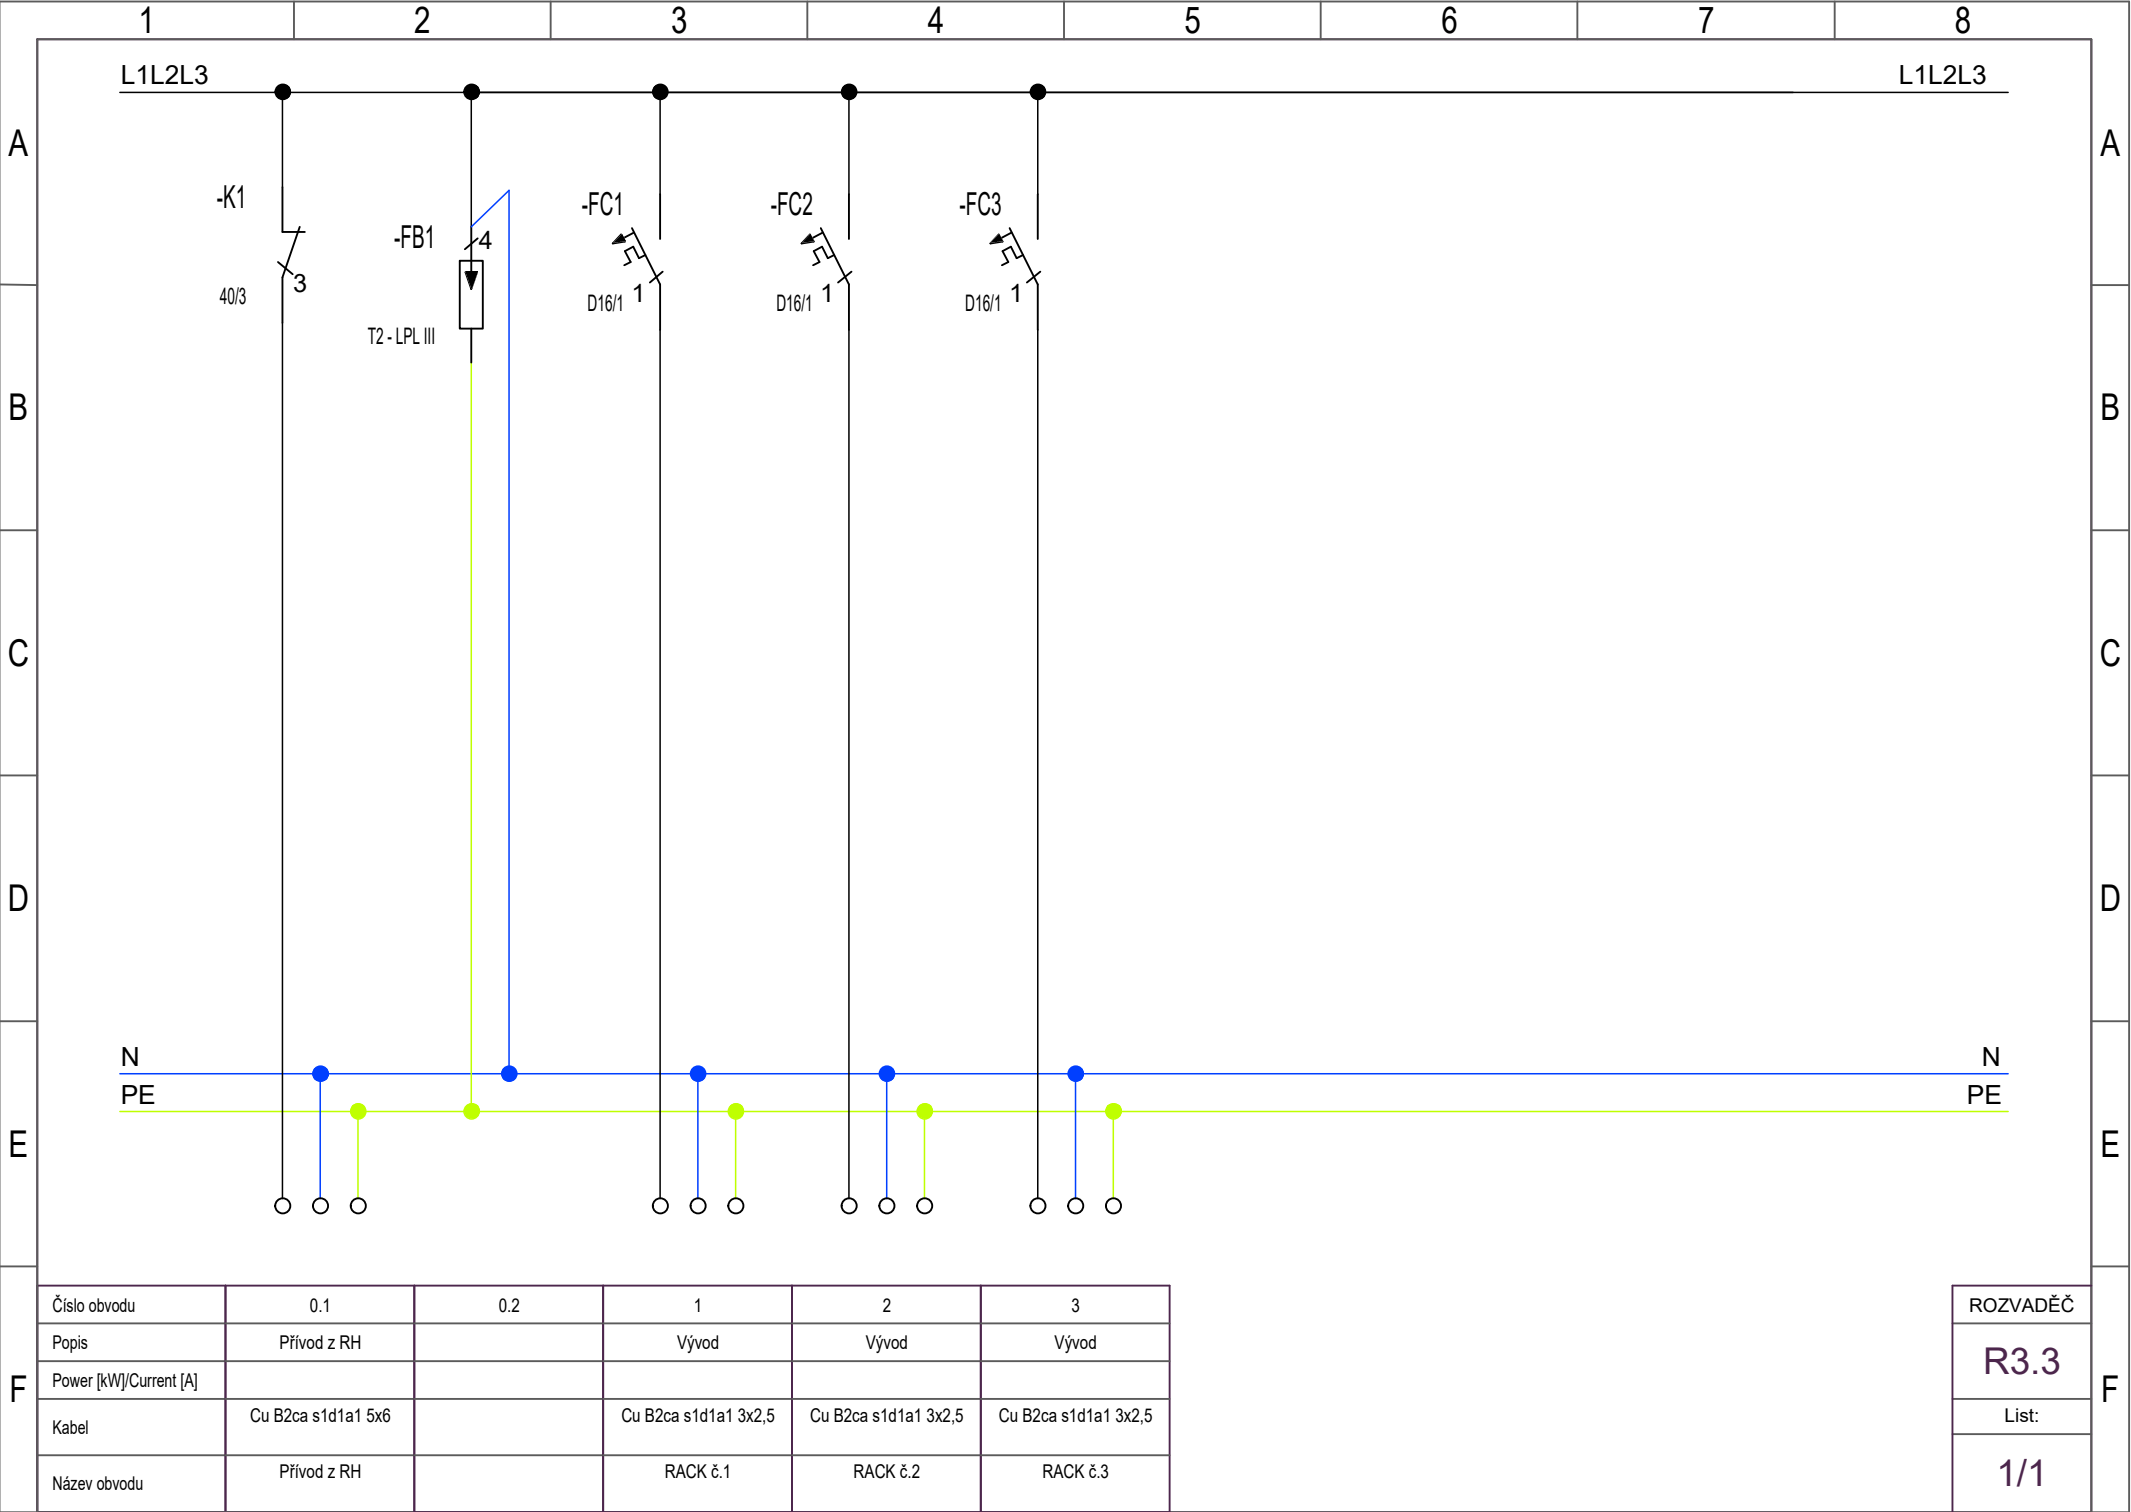 1 2 3 4 5 6 7 8
L1L2L3 L1L2L3
A A
-K1 -FB1 -FC1 -FC2 -FC3
4
3 1 1 1
40/3 D16/1 D16/1 D16/1
T2 - LPL III
B B
C C
D D
N N
PE PE
E E
Číslo obvodu 0.1 0.2 1 2 3
Popis Přívod z RH Vývod Vývod Vývod
Power [kW]/Current [A]
Kabel Cu B2ca s1d1a1 5x6 Cu B2ca s1d1a1 3x2,5 Cu B2ca s1d1a1 3x2,5 Cu B2ca s1d1a1 3x2,5
Název obvodu Přívod z RH RACK č.1 RACK č.2 RACK č.3
F F
ROZVADĚČ
R3.3
List:
1/1